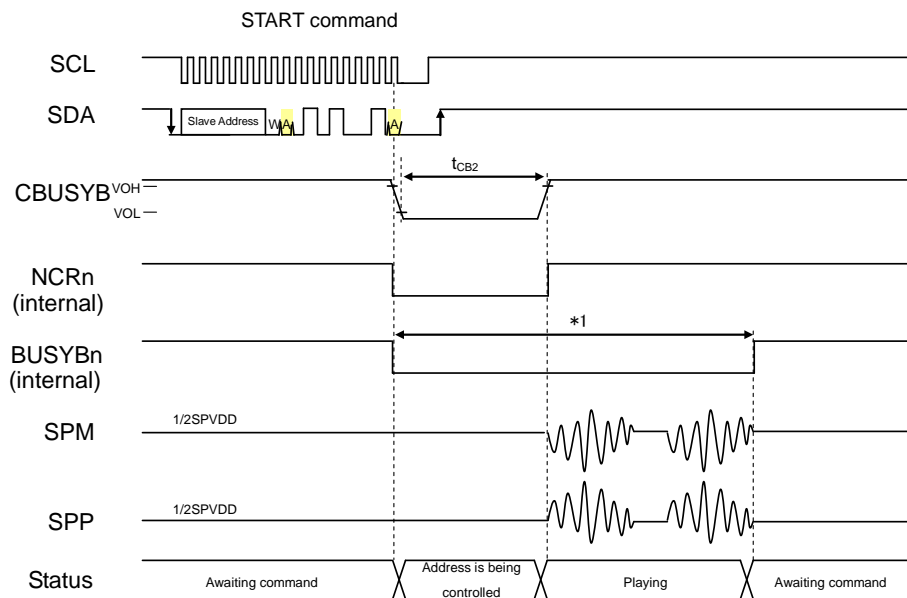 START command
SCL
SDA
Slave Address
W
A
A
tCB2
CBUSYB
VOH
VOL
NCRn
(internal)
*1
BUSYBn
(internal)
1/2SPVDD
SPM
1/2SPVDD
SPP
Status
Awaiting command
Address is being
controlled
Playing
Awaiting command